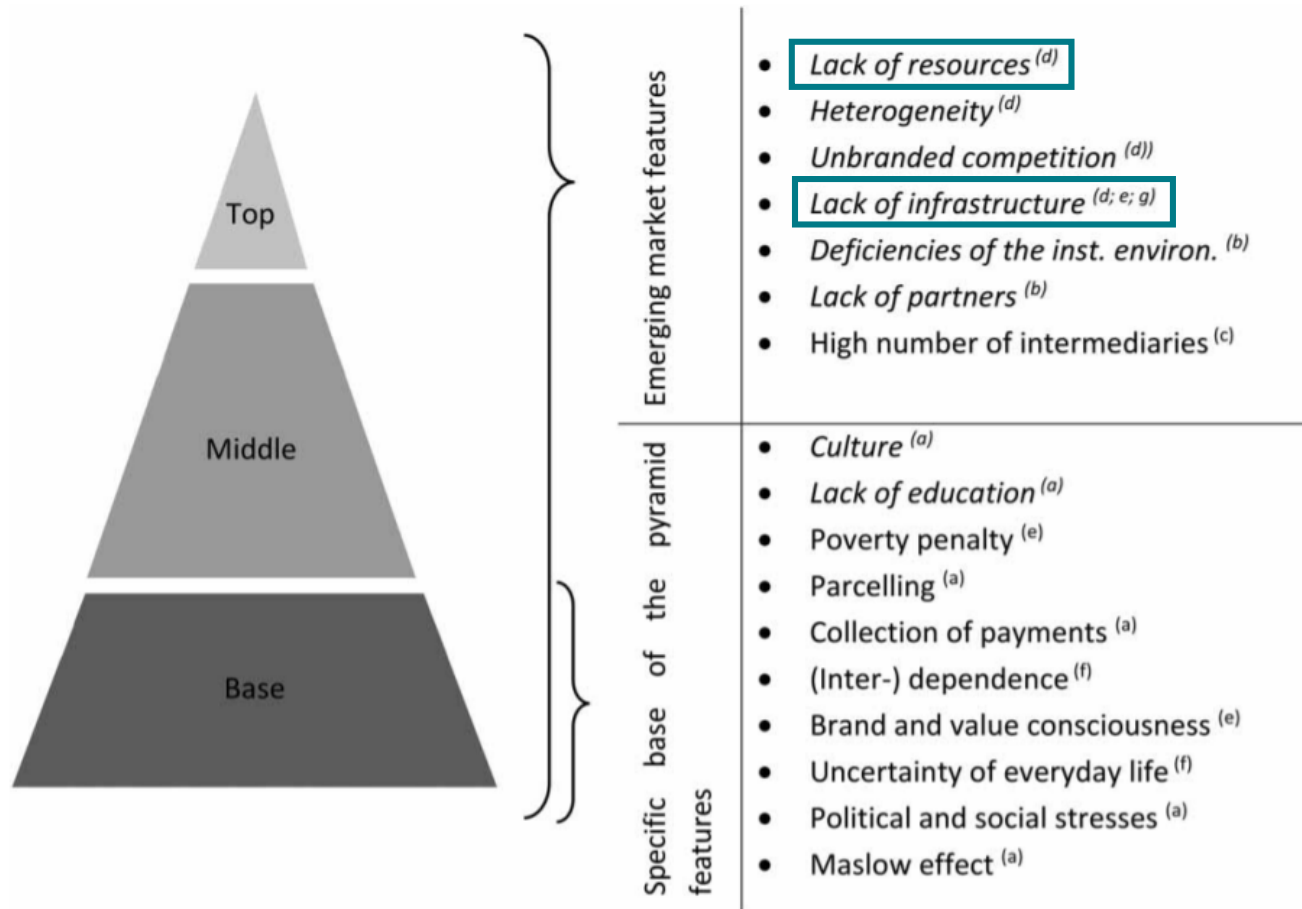 Top
Middle
Base
Emerging market features
• Lack of resources (d)
• Heterogeneity (d)
• Unbranded competition (d))
• Lack of infrastructure (d; e; g)
• Deficiencies of the inst. environ. (b)
• Lack of partners (b)
• High number of intermediaries (c)
Specific base of the pyramid
features
• Culture (a)
• Lack of education (a)
• Poverty penalty (e)
• Parcelling (a)
• Collection of payments (a)
• (Inter-) dependence (f)
• Brand and value consciousness (e)
• Uncertainty of everyday life (f)
• Political and social stresses (a)
• Maslow effect (a)